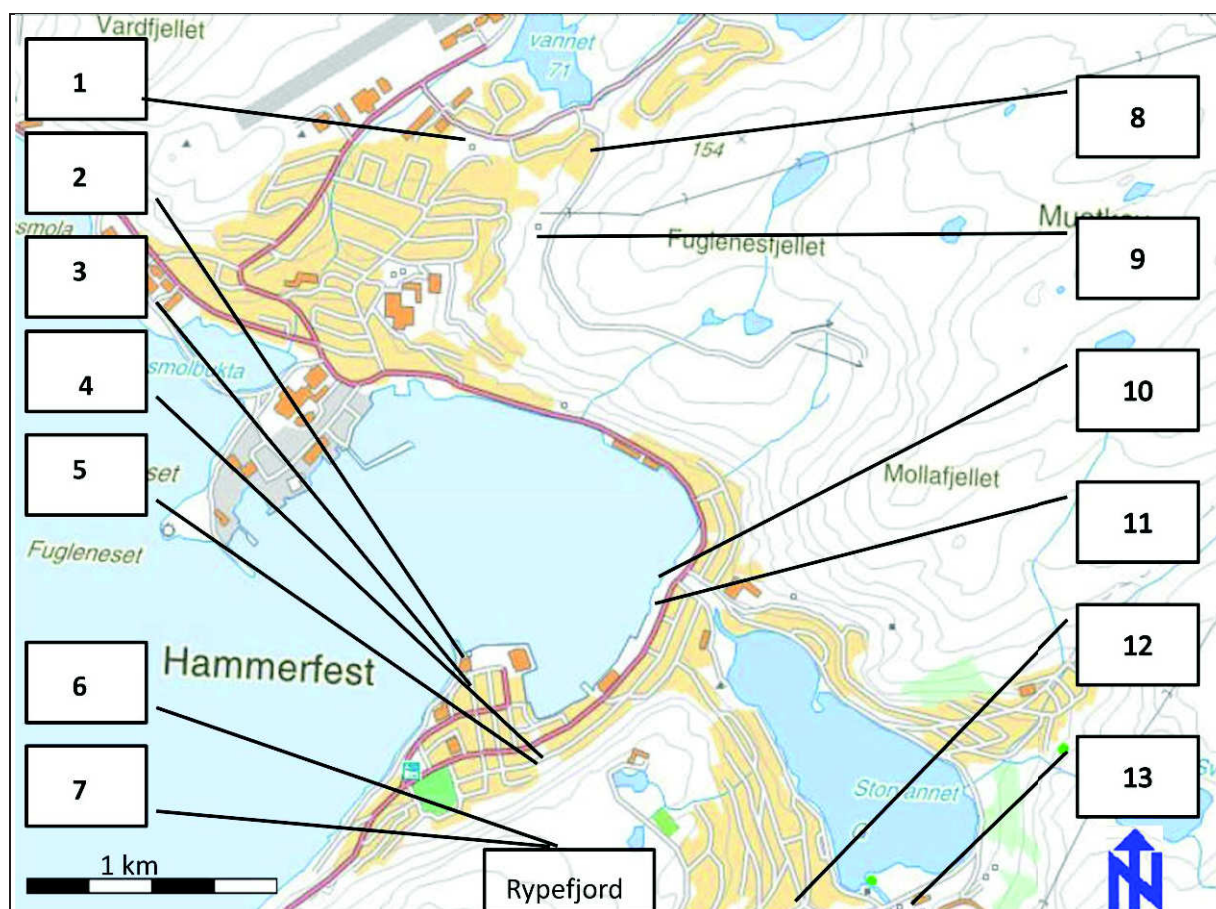 Vardfjellet
vannet
71
1
2
3
4
5
6
7
8
9
10
11
12
13
154
Fuglenesfjellet
smola
smolbukta
set
Fugleneset
Mollafjellet
Hammerfest
Storvannet
1 km
Rypefjord
N